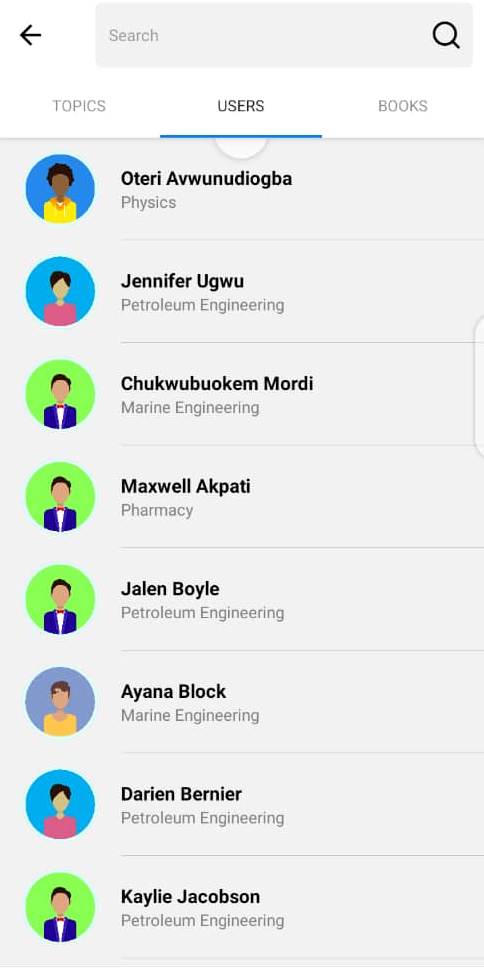 Search
TOPICS
USERS
BOOKS
Oteri Avwunudiogba
Physics
Jennifer Ugwu
Petroleum Engineering
Chukwubuokem Mordi
Marine Engineering
Maxwell Akpati
Pharmacy
Jalen Boyle
Petroleum Engineering
Ayana Block
Marine Engineering
Darien Bernier
Petroleum Engineering
Kaylie Jacobson
Petroleum Engineering